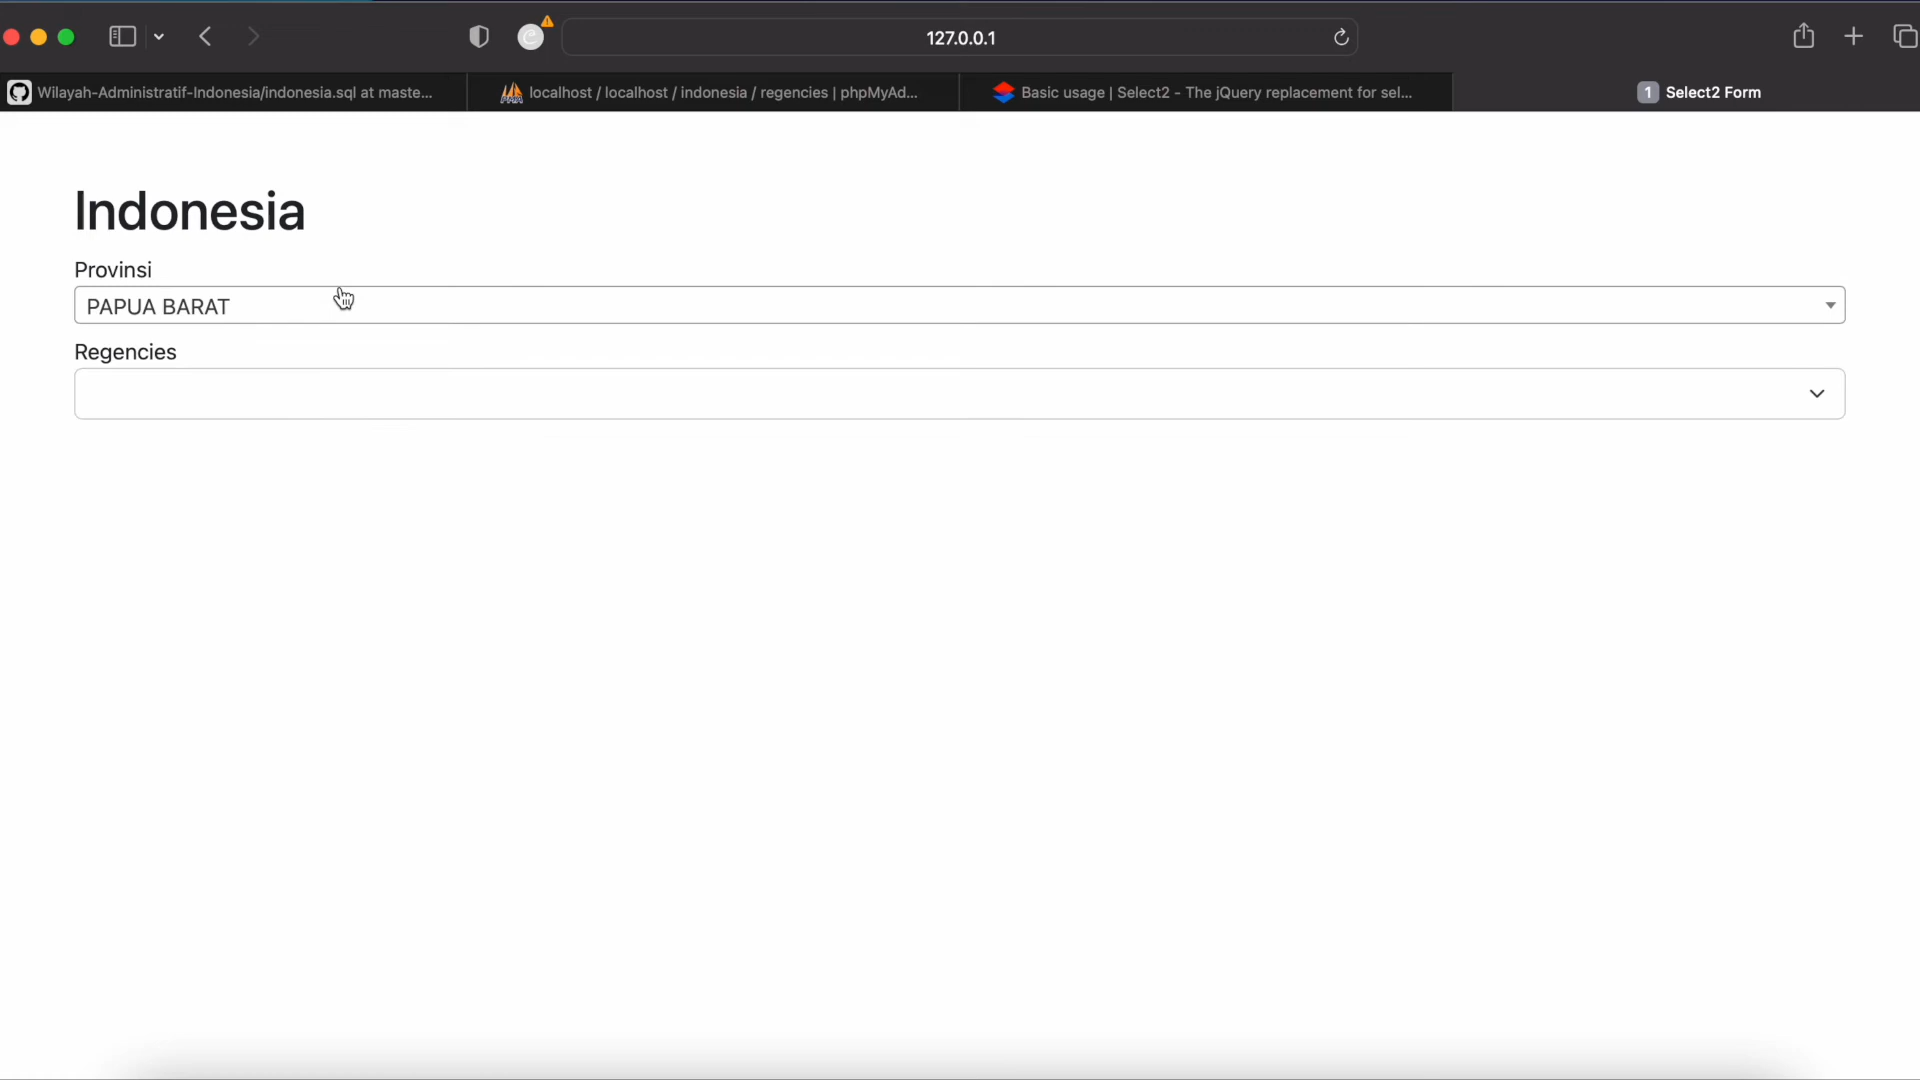 127.0.0.1
Wilayah-Administratif-Indonesia/indonesia.sql at maste...
localhost / localhost / indonesia / regencies | phpMyAd...
Basic usage | Select2 - The jQuery replacement for sel...
1 Select2 Form
Indonesia
Provinsi
PAPUA BARAT
Regencies